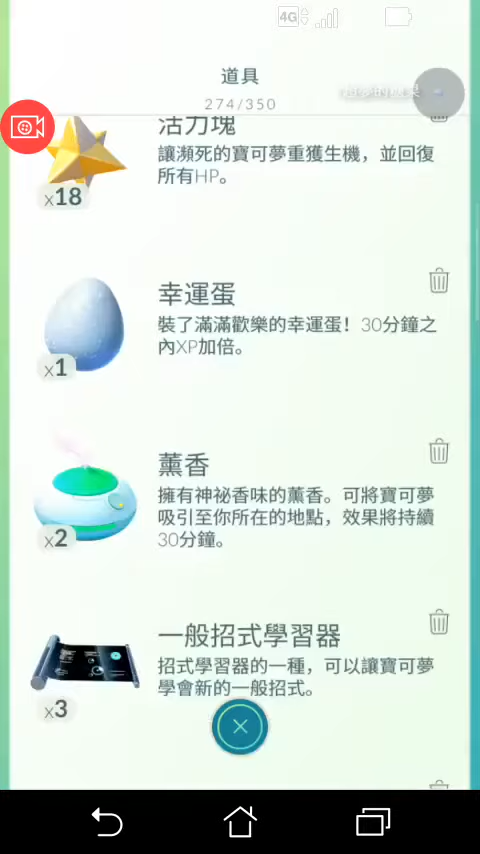 4G
道具
274/350
活力塊
讓瀕死的寶可夢重獲生機，並回復
所有HP。
x18
幸運蛋
裝了滿滿歡樂的幸運蛋！30分鐘之
內XP加倍。
x1
薰香
擁有神祕香味的薰香。可將寶可夢
吸引至你所在的地點，效果將持續
30分鐘。
x2
一般招式學習器
招式學習器的一種，可以讓寶可夢
學會新的一般招式。
x3